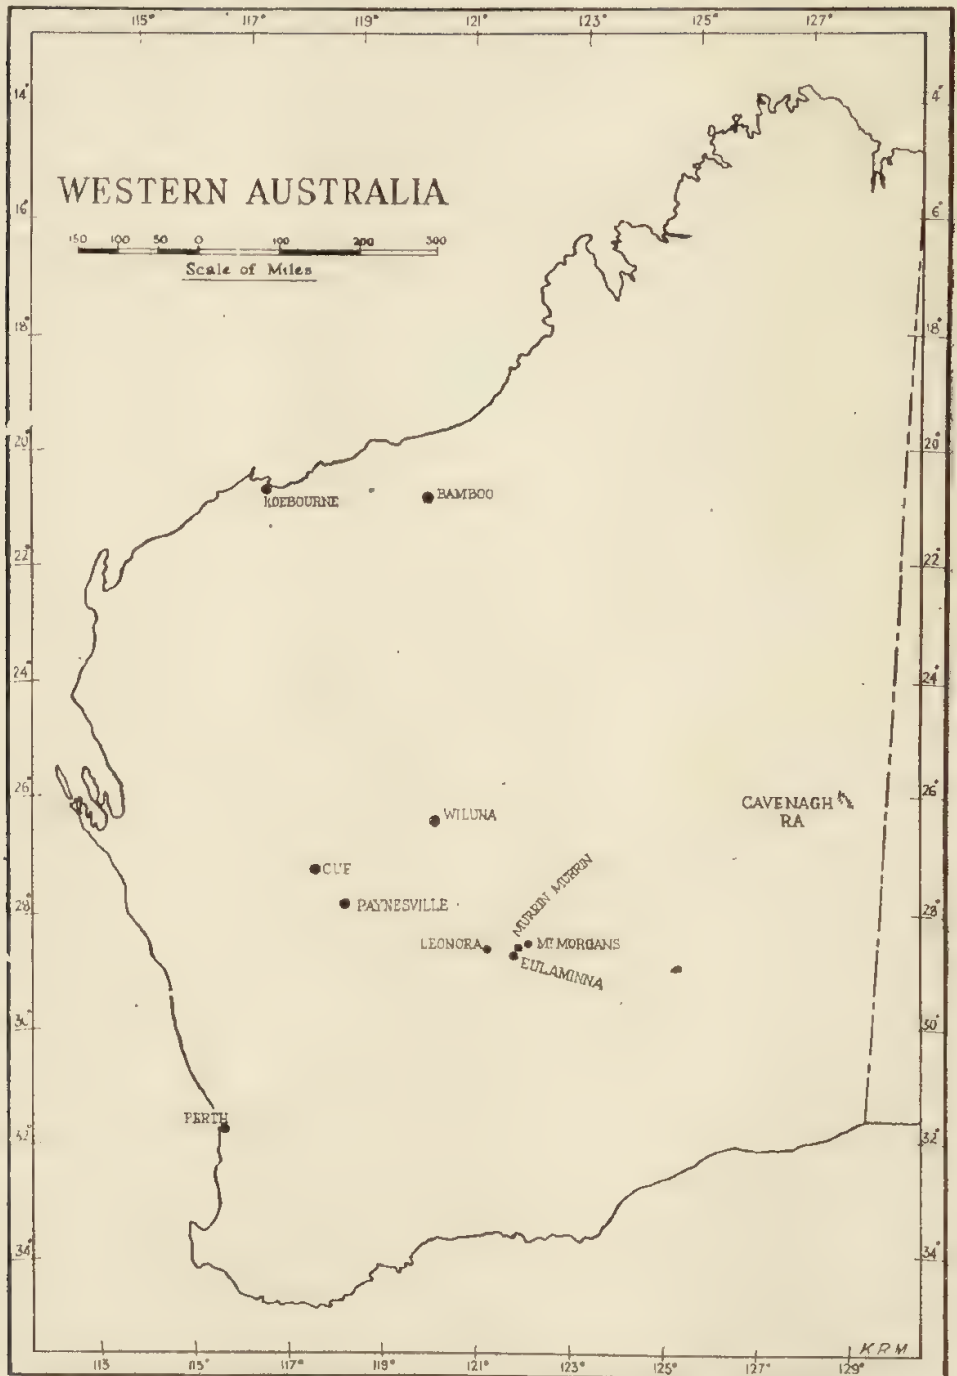 115° 117° 119° 121° 123° 125° 127°
14° 4°
WESTERN AUSTRALIA
16° 6°
150 100 50 0 100 200 300
Scale of Miles
18° 18°
20° 20°
ROEBOURNE
BAMBOO
22° 22°
24° 24°
26° 26°
CAVENAGH
RA
WILUNA
CUE
MURRIN MURRIN
28° 28°
PAYNESVILLE
LEONORA
Mt MORGANS
EULAMINNA
30° 30°
PERTH
32° 32°
34° 34°
KRM
113 115° 117° 119° 121° 123° 125° 127° 129°